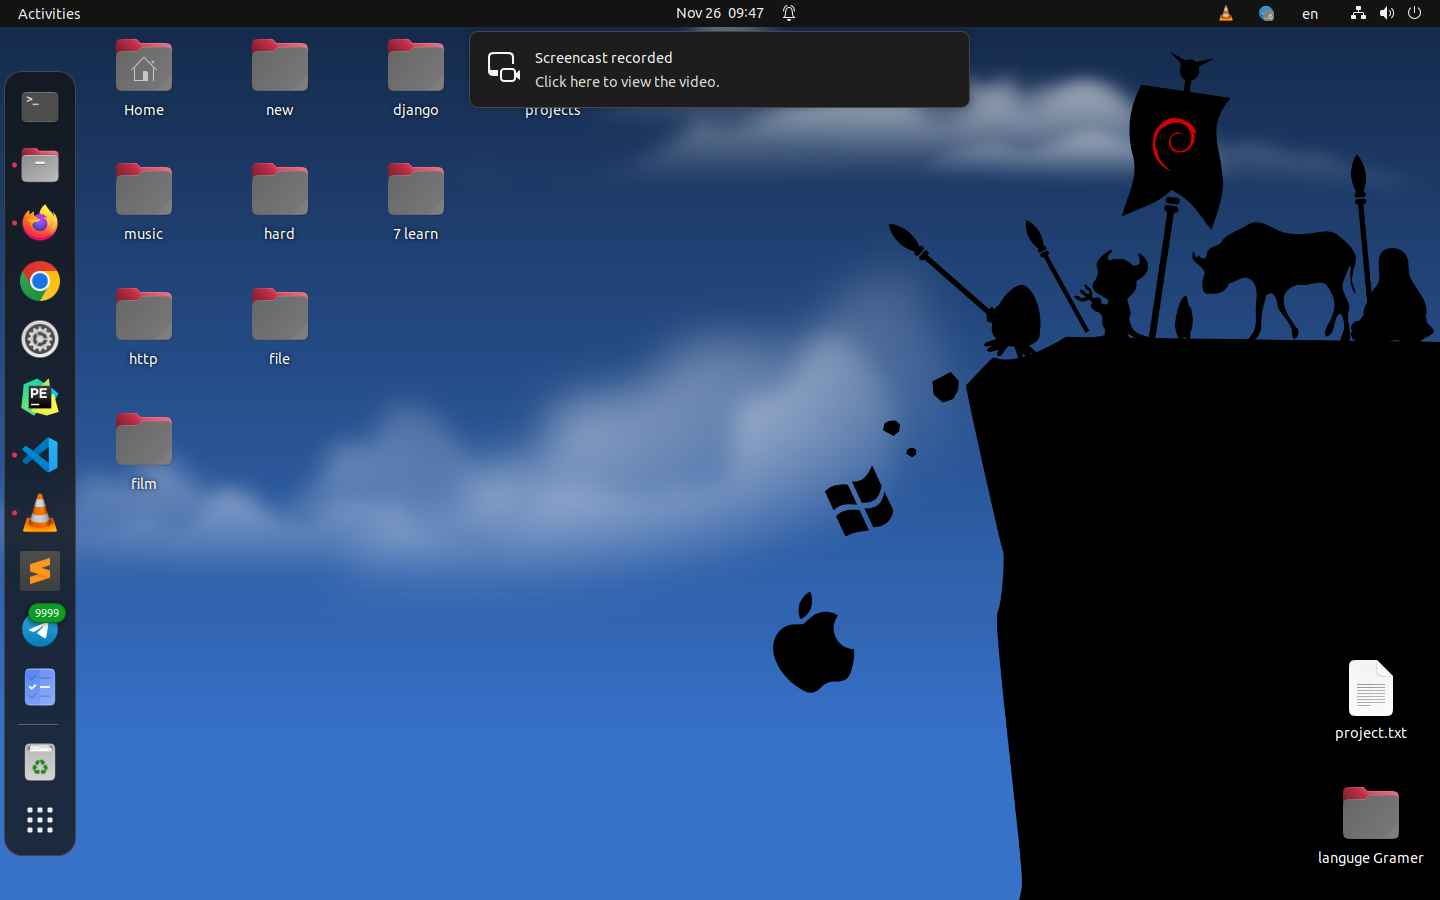 Activities
Nov 26 09:47
en
Screencast recorded
Click here to view the video.
Home
new
django
projects
music
hard
7 learn
http
file
film
>_
PE
9999
project.txt
languge Gramer